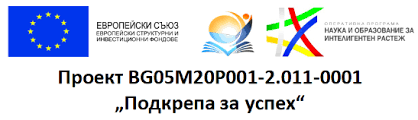 ЕВРОПЕЙСКИ СЪЮЗ
ЕВРОПЕЙСКИ СТРУКТУРНИ И
ИНВЕСТИЦИОННИ ФОНДОВЕ
ОПЕРАТИВНА ПРОГРАМА
НАУКА И ОБРАЗОВАНИЕ ЗА
ИНТЕЛИГЕНТЕН РАСТЕЖ
Проект BG05M20P001-2.011-0001
„Подкрепа за успех“